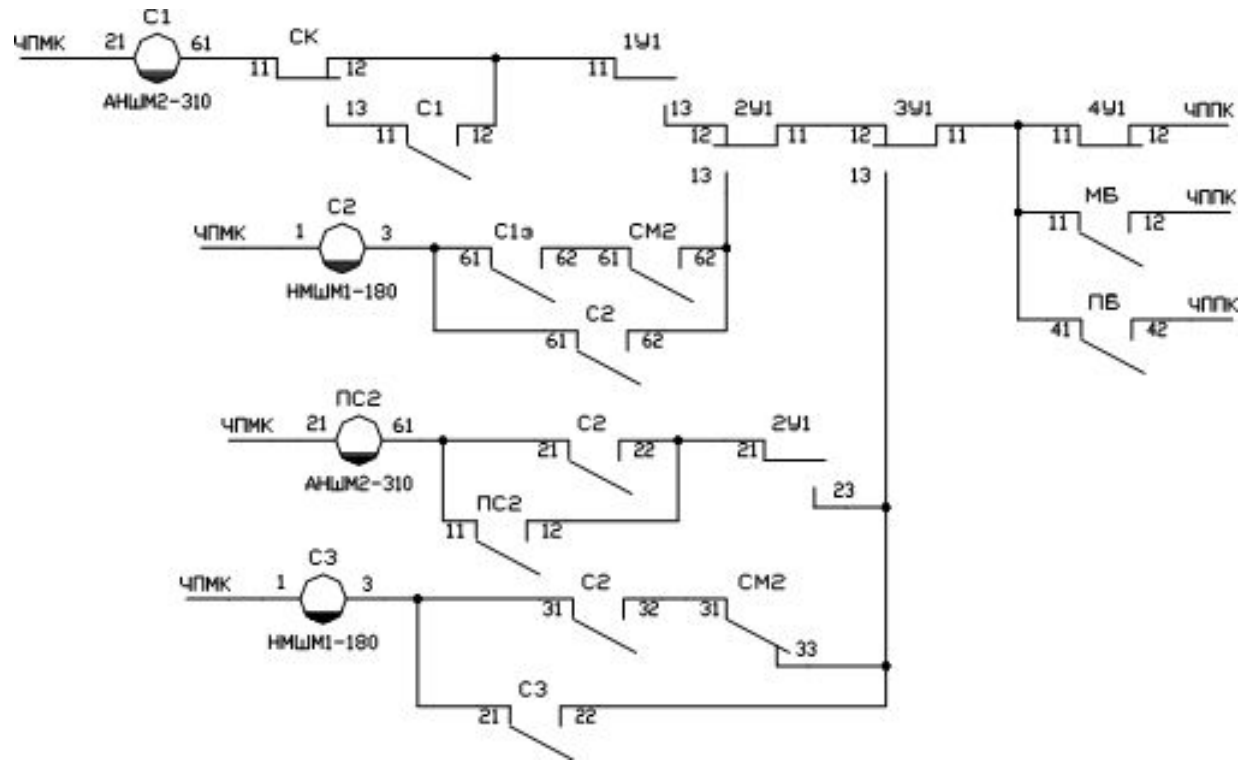 С1
ЧПМК 21 61 СК 1У1
11 12 11
АНШМ2-310
13 С1 13 2У1 3У1 4У1 ЧППК
11 12 12 11 12 11 11 12
13 13 МБ ЧППК
С2 11 12
ЧПМК 1 3 С1э СМ2
61 62 61 62
НМШМ1-180 ПБ ЧППК
С2 41 42
61 62
ПС2
ЧПМК 21 61 С2 2У1
21 22 21
АНШМ2-310 23
ПС2
11 12
С3
ЧПМК 1 3 С2 СМ2
31 32 31
НМШМ1-180 33
С3
21 22